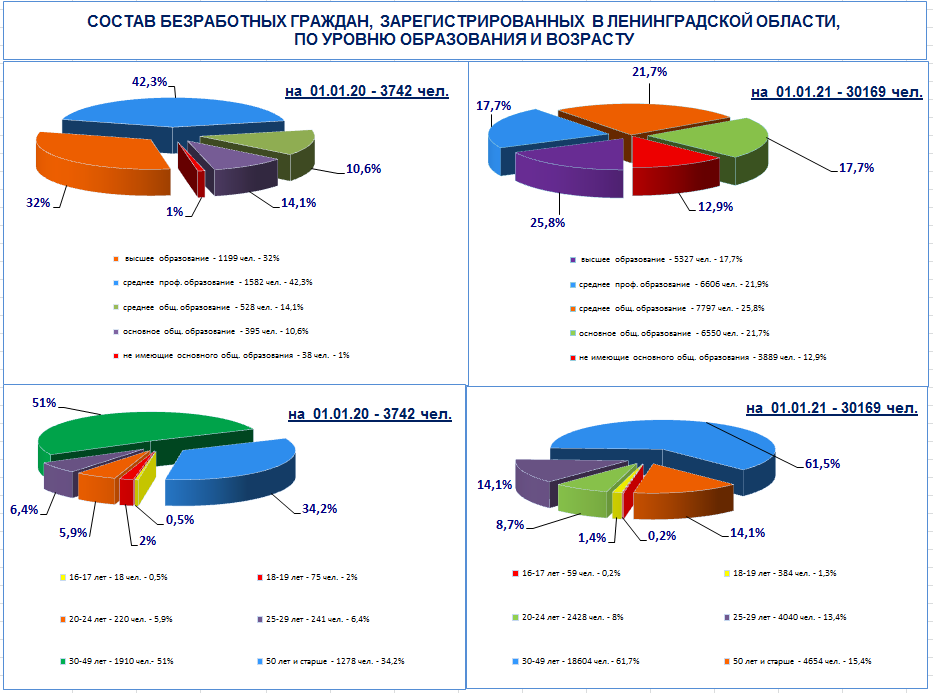 СОСТАВ БЕЗРАБОТНЫХ ГРАЖДАН, ЗАРЕГИСТРИРОВАННЫХ В ЛЕНИНГРАДСКОЙ ОБЛАСТИ,
ПО УРОВНЮ ОБРАЗОВАНИЯ И ВОЗРАСТУ
на 01.01.20 - 3742 чел.
42,3%
10,6%
32%
1%
14,1%
высшее образование - 1199 чел. - 32%
среднее проф. образование - 1582 чел. - 42,3%
среднее общ. образование - 528 чел. - 14,1%
основное общ. образование - 395 чел. - 10,6%
не имеющие основного общ. образования - 38 чел. - 1%
на 01.01.21 - 30169 чел.
21,7%
17,7%
17,7%
12,9%
25,8%
высшее образование - 5327 чел. - 17,7%
среднее проф. образование - 6606 чел. - 21,9%
среднее общ. образование - 7797 чел. - 25,8%
основное общ. образование - 6550 чел. - 21,7%
не имеющие основного общ. образования - 3889 чел. - 12,9%
на 01.01.20 - 3742 чел.
51%
6,4%
5,9%
2%
0,5%
34,2%
16-17 лет - 18 чел. - 0,5%
18-19 лет - 75 чел. - 2%
20-24 лет - 220 чел. - 5,9%
25-29 лет - 241 чел. - 6,4%
30-49 лет - 1910 чел.- 51%
50 лет и старше - 1278 чел. - 34,2%
на 01.01.21 - 30169 чел.
61,5%
14,1%
8,7%
1,4%
0,2%
14,1%
16-17 лет - 59 чел. - 0,2%
18-19 лет - 384 чел. - 1,3%
20-24 лет - 2428 чел. - 8%
25-29 лет - 4040 чел. - 13,4%
30-49 лет - 18604 чел. - 61,7%
50 лет и старше - 4654 чел. - 15,4%